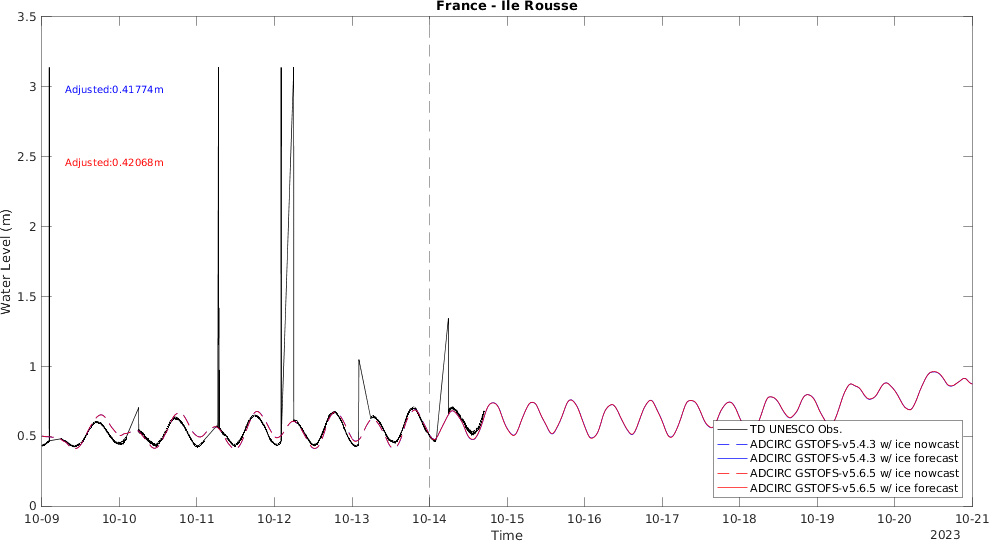 France - Ile Rousse
3.5
3
2.5
2
1.5
1
0.5
0
Water Level (m)
Adjusted:0.41774m
Adjusted:0.42068m
TD UNESCO Obs.
ADCIRC GSTOFS-v5.4.3 w/ ice nowcast
ADCIRC GSTOFS-v5.4.3 w/ ice forecast
ADCIRC GSTOFS-v5.6.5 w/ ice nowcast
ADCIRC GSTOFS-v5.6.5 w/ ice forecast
10-09 10-10 10-11 10-12 10-13 10-14 10-15 10-16 10-17 10-18 10-19 10-20 10-21
Time
2023